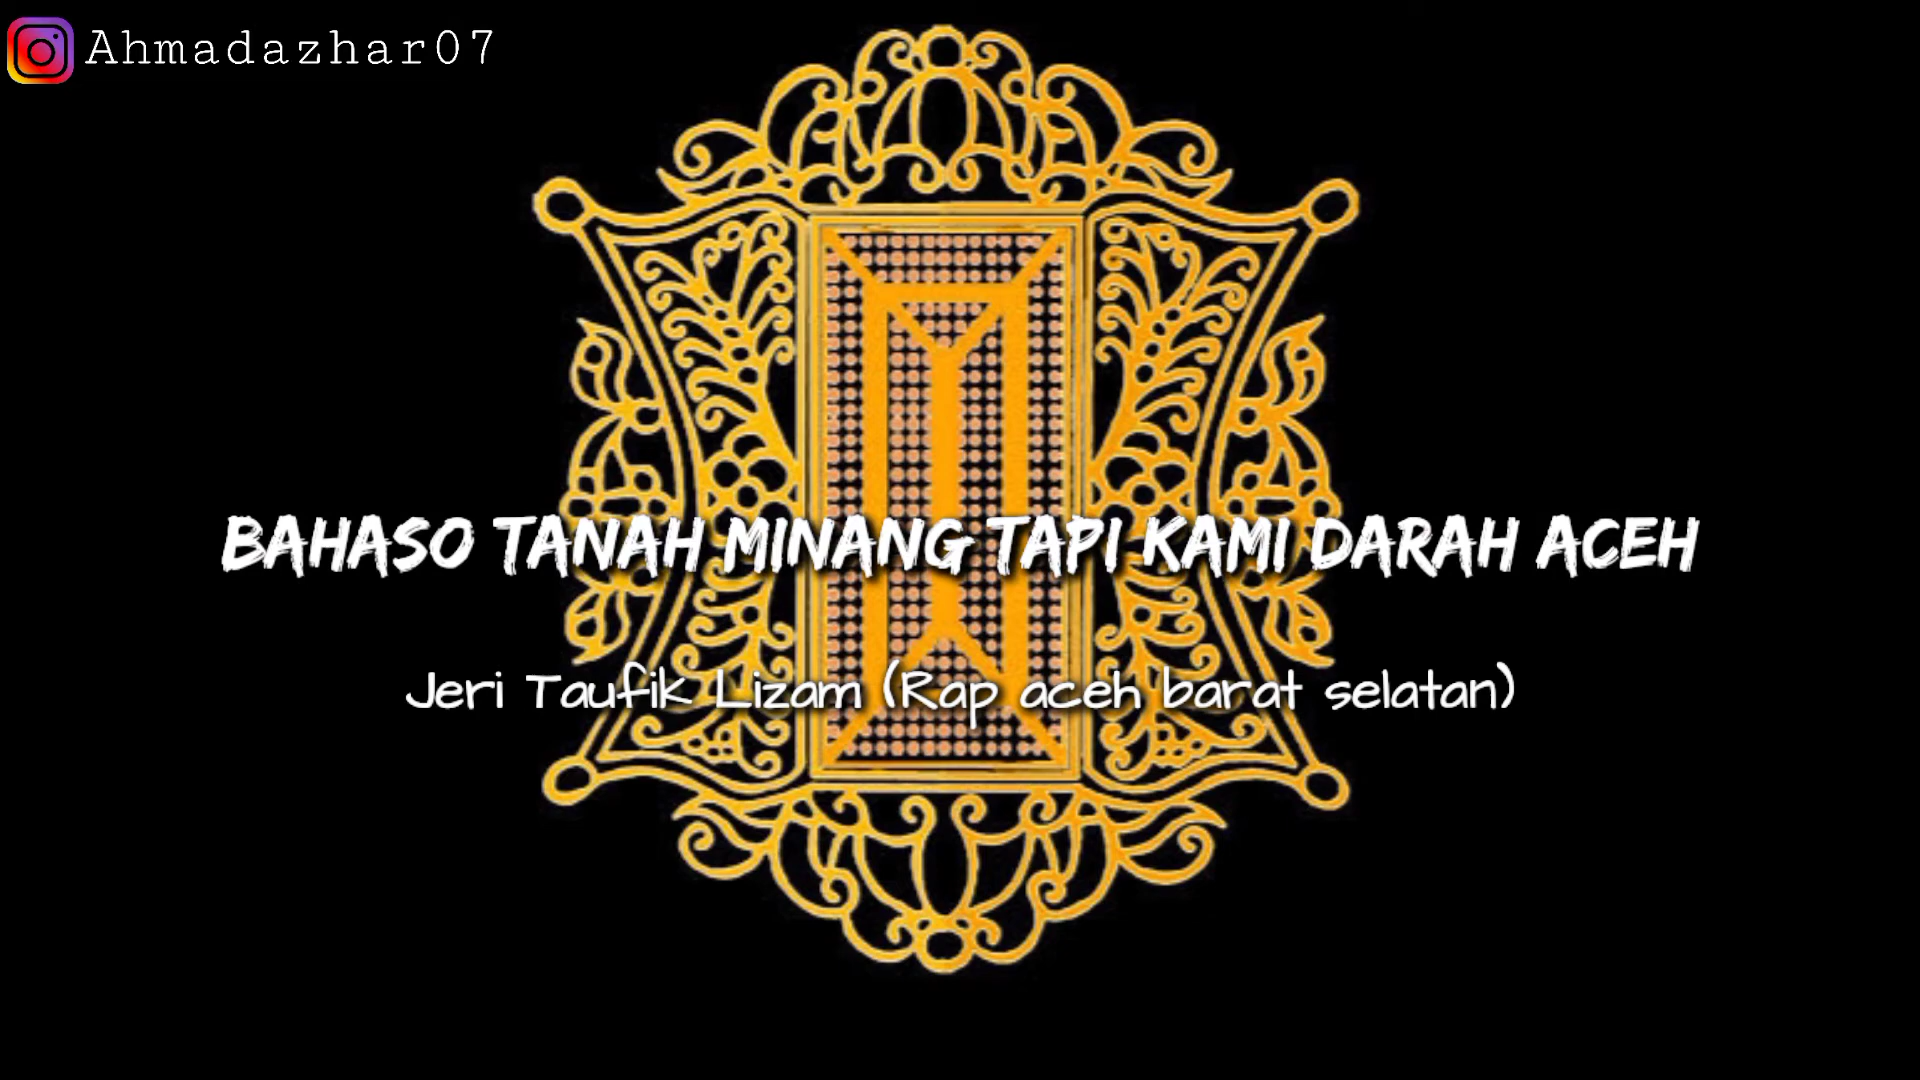 Ahmadazhar07
BAHASO TANAH MINANG TAPI KAMI DARAH ACEH
Jeri Taufik Lizam (Rap aceh barat selatan)